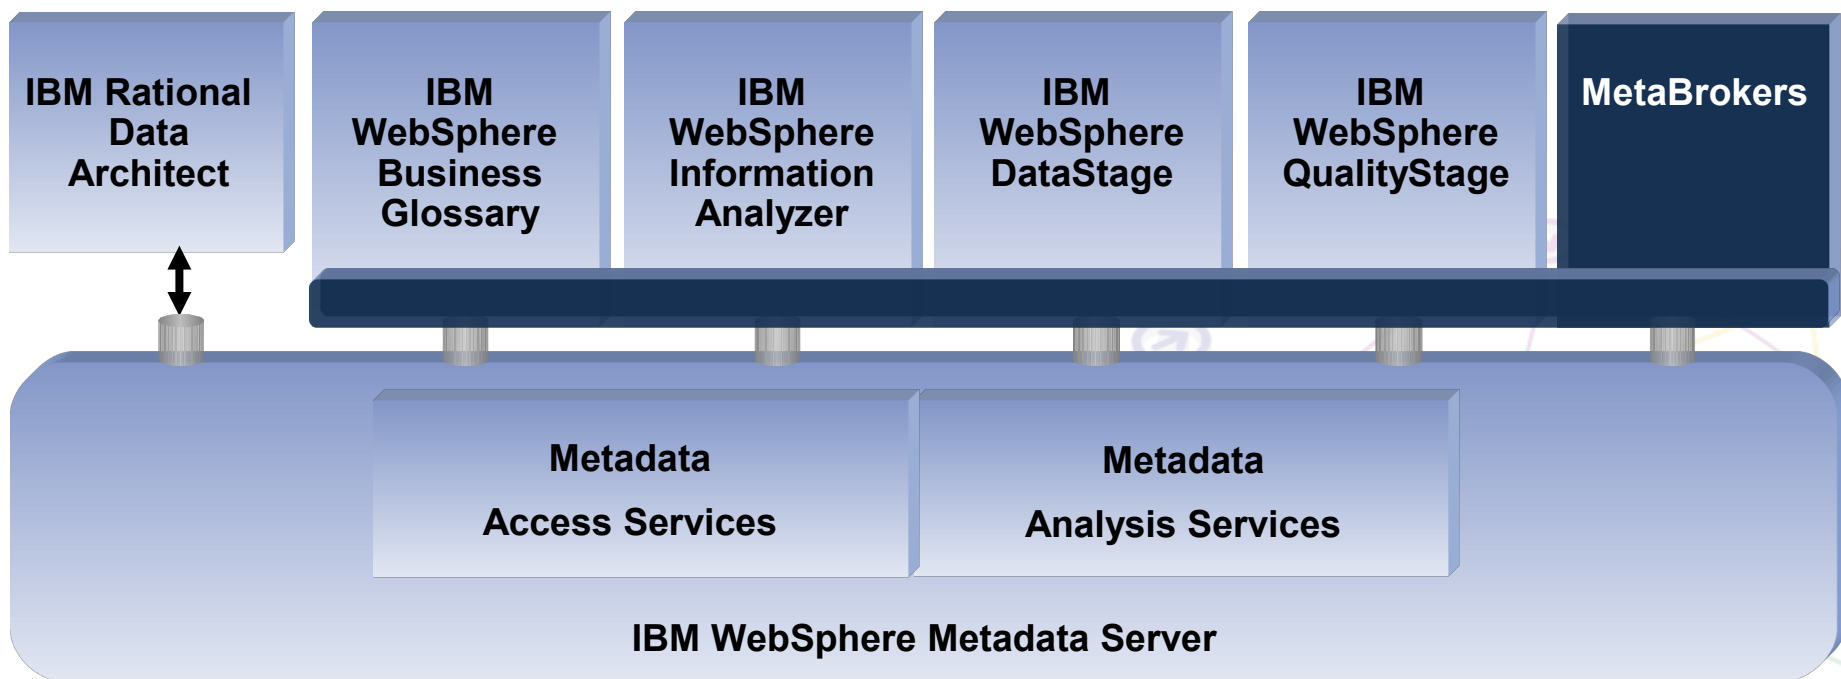 IBM Rational
Data
Architect
IBM
WebSphere
Business
Glossary
IBM
WebSphere
Information
Analyzer
IBM
WebSphere
DataStage
IBM
WebSphere
QualityStage
MetaBrokers
Metadata
Access Services
Metadata
Analysis Services
IBM WebSphere Metadata Server